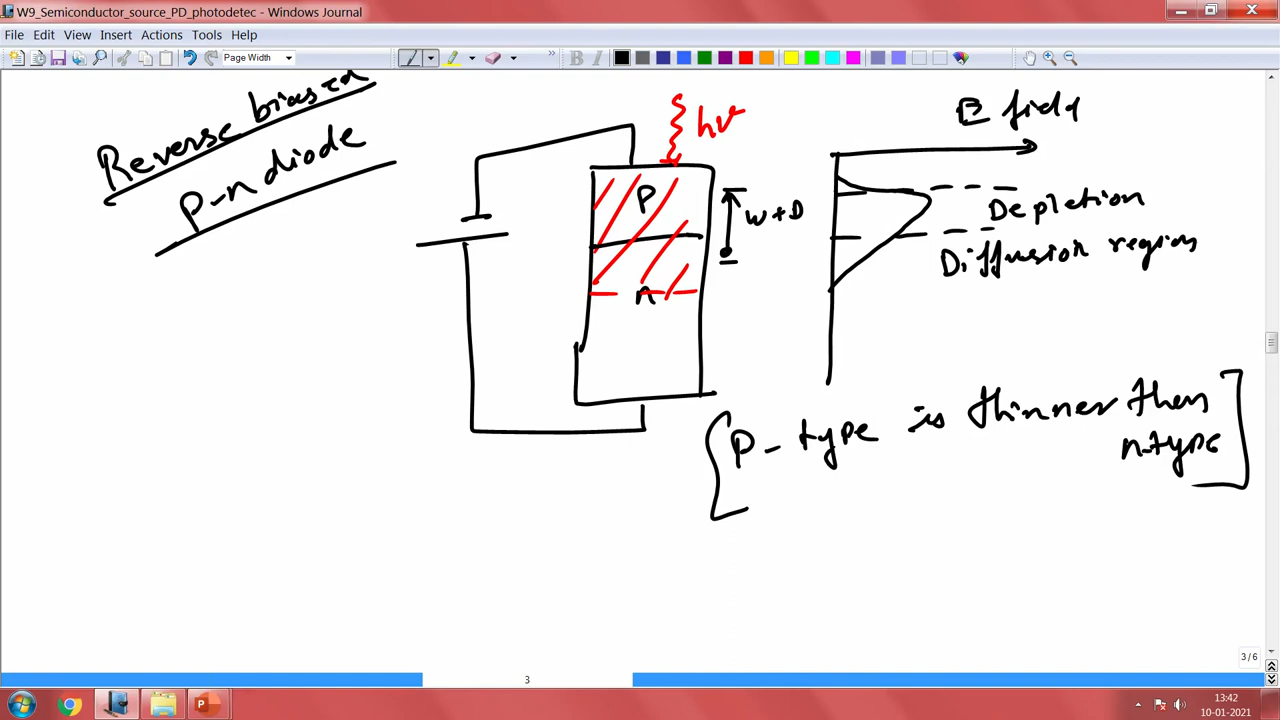 W9_Semiconductor_source_PD_photodetec - Windows Journal
File Edit View Insert Actions Tools Help
Page Width
B I
Reverse biased
P-n diode
hν
P
n
W+D
E field
Depletion
Diffusion region
P-type is thinner then
n-type
3/6
3
13:42
10-01-2021